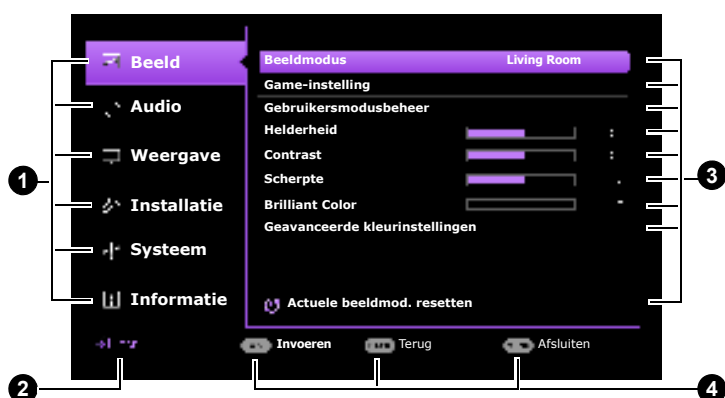 Beeld
Audio
Weergave
Installatie
Systeem
Informatie
Beeldmodus Living Room
Game-instelling
Gebruikersmodusbeheer
Helderheid
Contrast
Scherpte
Brilliant Color
Geavanceerde kleurinstellingen
Actuele beeldmod. resetten
Invoeren Terug Afsluiten
1
3
2
4